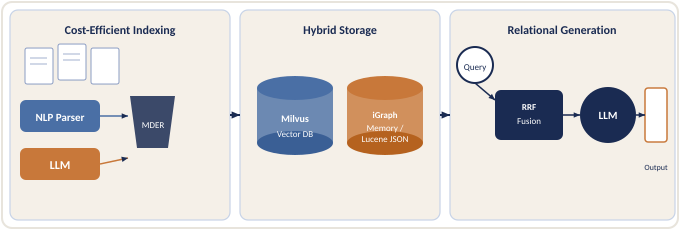 Cost-Efficient Indexing
NLP Parser
LLM
MDER
Hybrid Storage
Milvus
Vector DB
iGraph
Memory /
Lucene JSON
Relational Generation
Query
RRF
Fusion
LLM
Output